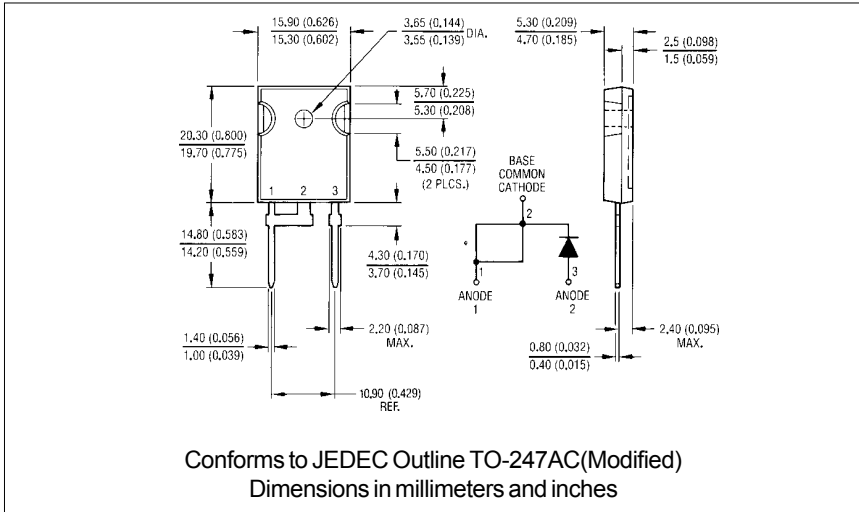 15.90 (0.626)
15.30 (0.602)
3.65 (0.144)
3.55 (0.139)
DIA.
5.30 (0.209)
4.70 (0.185)
2.5 (0.098)
1.5 (0.059)
5.70 (0.225)
5.30 (0.208)
20.30 (0.800)
19.70 (0.775)
5.50 (0.217)
4.50 (0.177)
(2 PLCS.)
BASE
COMMON
CATHODE
1 2 3
2
14.80 (0.583)
14.20 (0.559)
4.30 (0.170)
3.70 (0.145)
1
3
ANODE
1
ANODE
2
1.40 (0.056)
1.00 (0.039)
2.20 (0.087)
MAX.
2.40 (0.095)
MAX.
0.80 (0.032)
0.40 (0.015)
10.90 (0.429)
REF.
Conforms to JEDEC Outline TO-247AC(Modified)
Dimensions in millimeters and inches